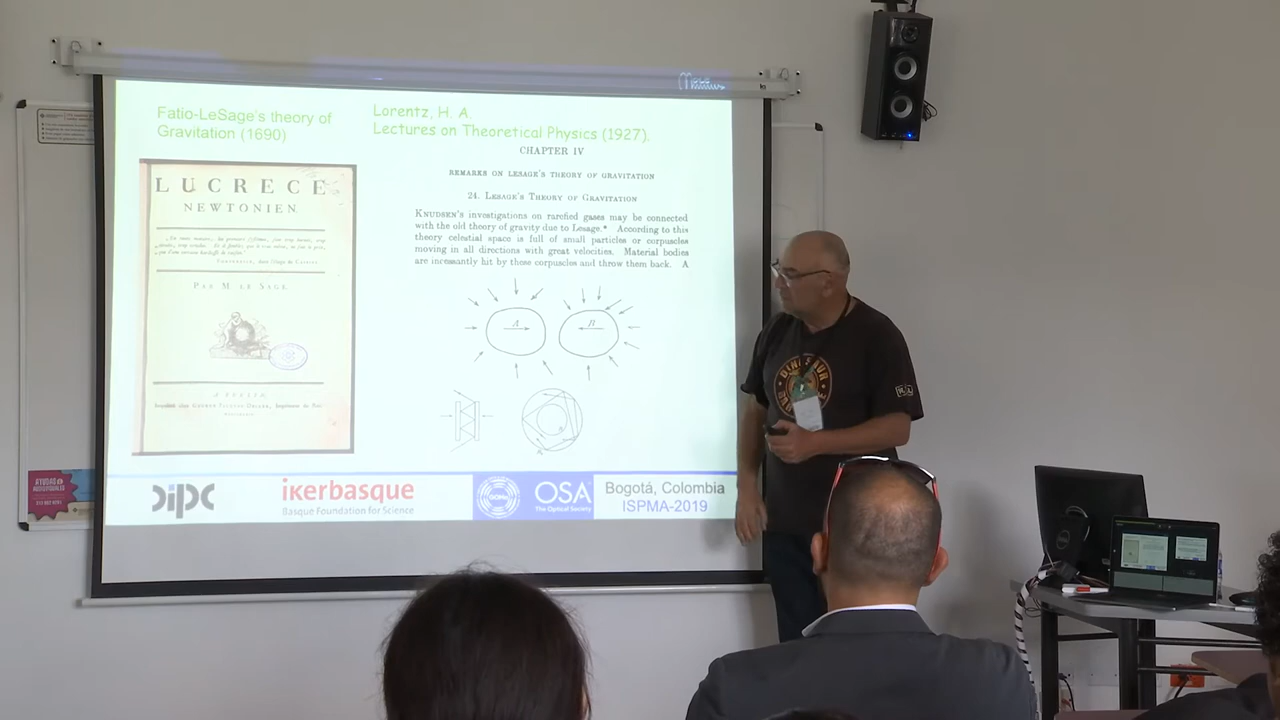 Fatio-LeSage's theory of
Gravitation (1690)
Lorentz, H. A.
Lectures on Theoretical Physics (1927).
CHAPTER IV
REMARKS ON LESAGE'S THEORY OF GRAVITATION
24. LESAGE'S THEORY OF GRAVITATION
KNUDSEN'S investigations on rarefied gases may be connected
with the old theory of gravity due to Lesage.* According to this
theory celestial space is full of small particles or corpuscles
moving in all directions with great velocities. Material bodies
are incessantly hit by these corpuscles and throw them back. A
LUCRECE
NEWTONIEN.
PAR M. LE SAGE.
A
B
dipc
ikerbasque
Basque Foundation for Science
OSA
The Optical Society
Bogotá, Colombia
ISPMA-2019
DINOSAUR